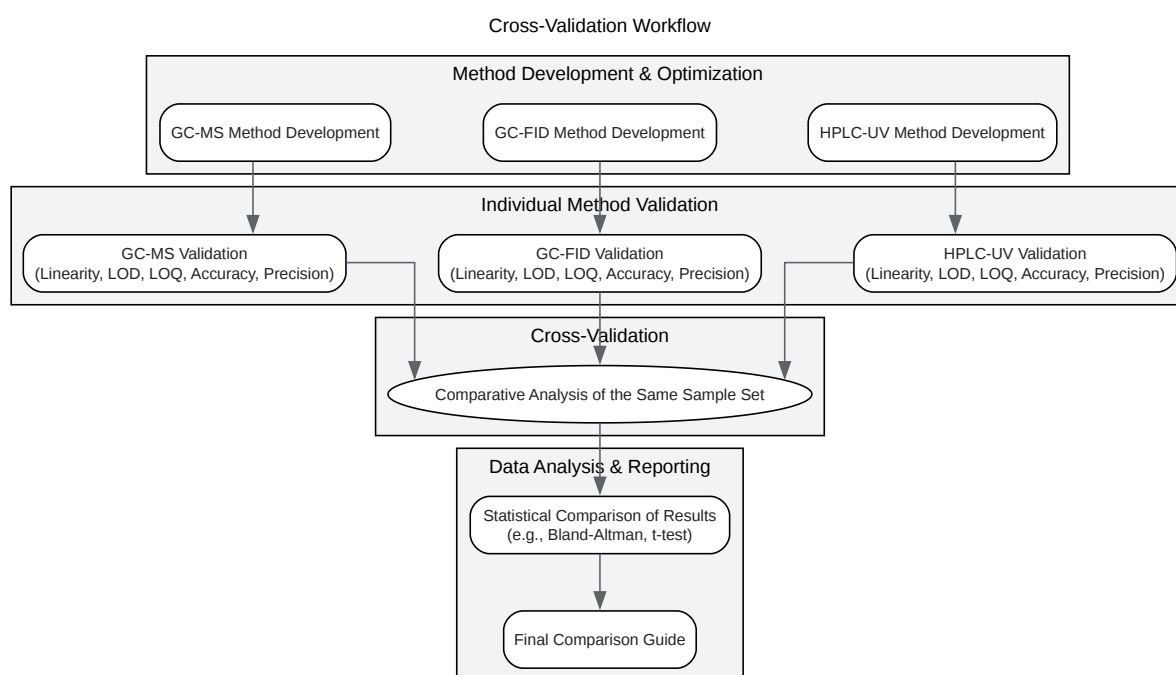 Cross-Validation Workflow
Method Development & Optimization
GC-MS Method Development
GC-FID Method Development
HPLC-UV Method Development
Individual Method Validation
GC-MS Validation
(Linearity, LOD, LOQ, Accuracy, Precision)
GC-FID Validation
(Linearity, LOD, LOQ, Accuracy, Precision)
HPLC-UV Validation
(Linearity, LOD, LOQ, Accuracy, Precision)
Cross-Validation
Comparative Analysis of the Same Sample Set
Data Analysis & Reporting
Statistical Comparison of Results
(e.g., Bland-Altman, t-test)
Final Comparison Guide